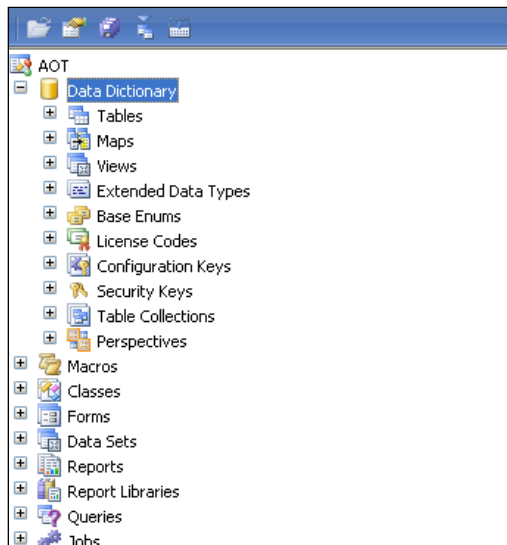 AOT
Data Dictionary
Tables
Maps
Views
Extended Data Types
Base Enums
License Codes
Configuration Keys
Security Keys
Table Collections
Perspectives
Macros
Classes
Forms
Data Sets
Reports
Report Libraries
Queries
Jobs